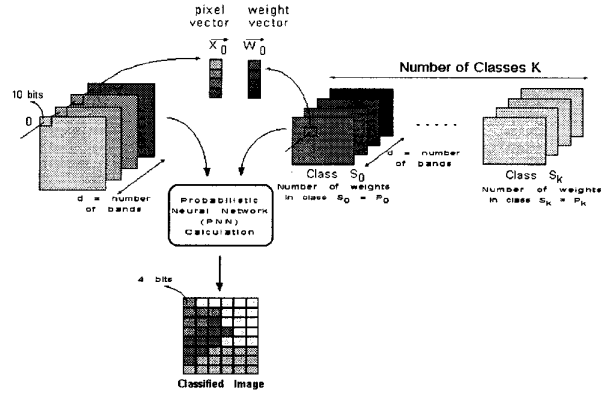 pixel vector
weight vector
X0
W0
Number of Classes K
10 bits
0
d = number of bands
Class S0
Number of weights in class S0 = P0
d = number of bands
Class Sk
Number of weights in class Sk = Pk
Probabilistic
Neural Network
(PNN)
Calculation
4 bits
Classified Image